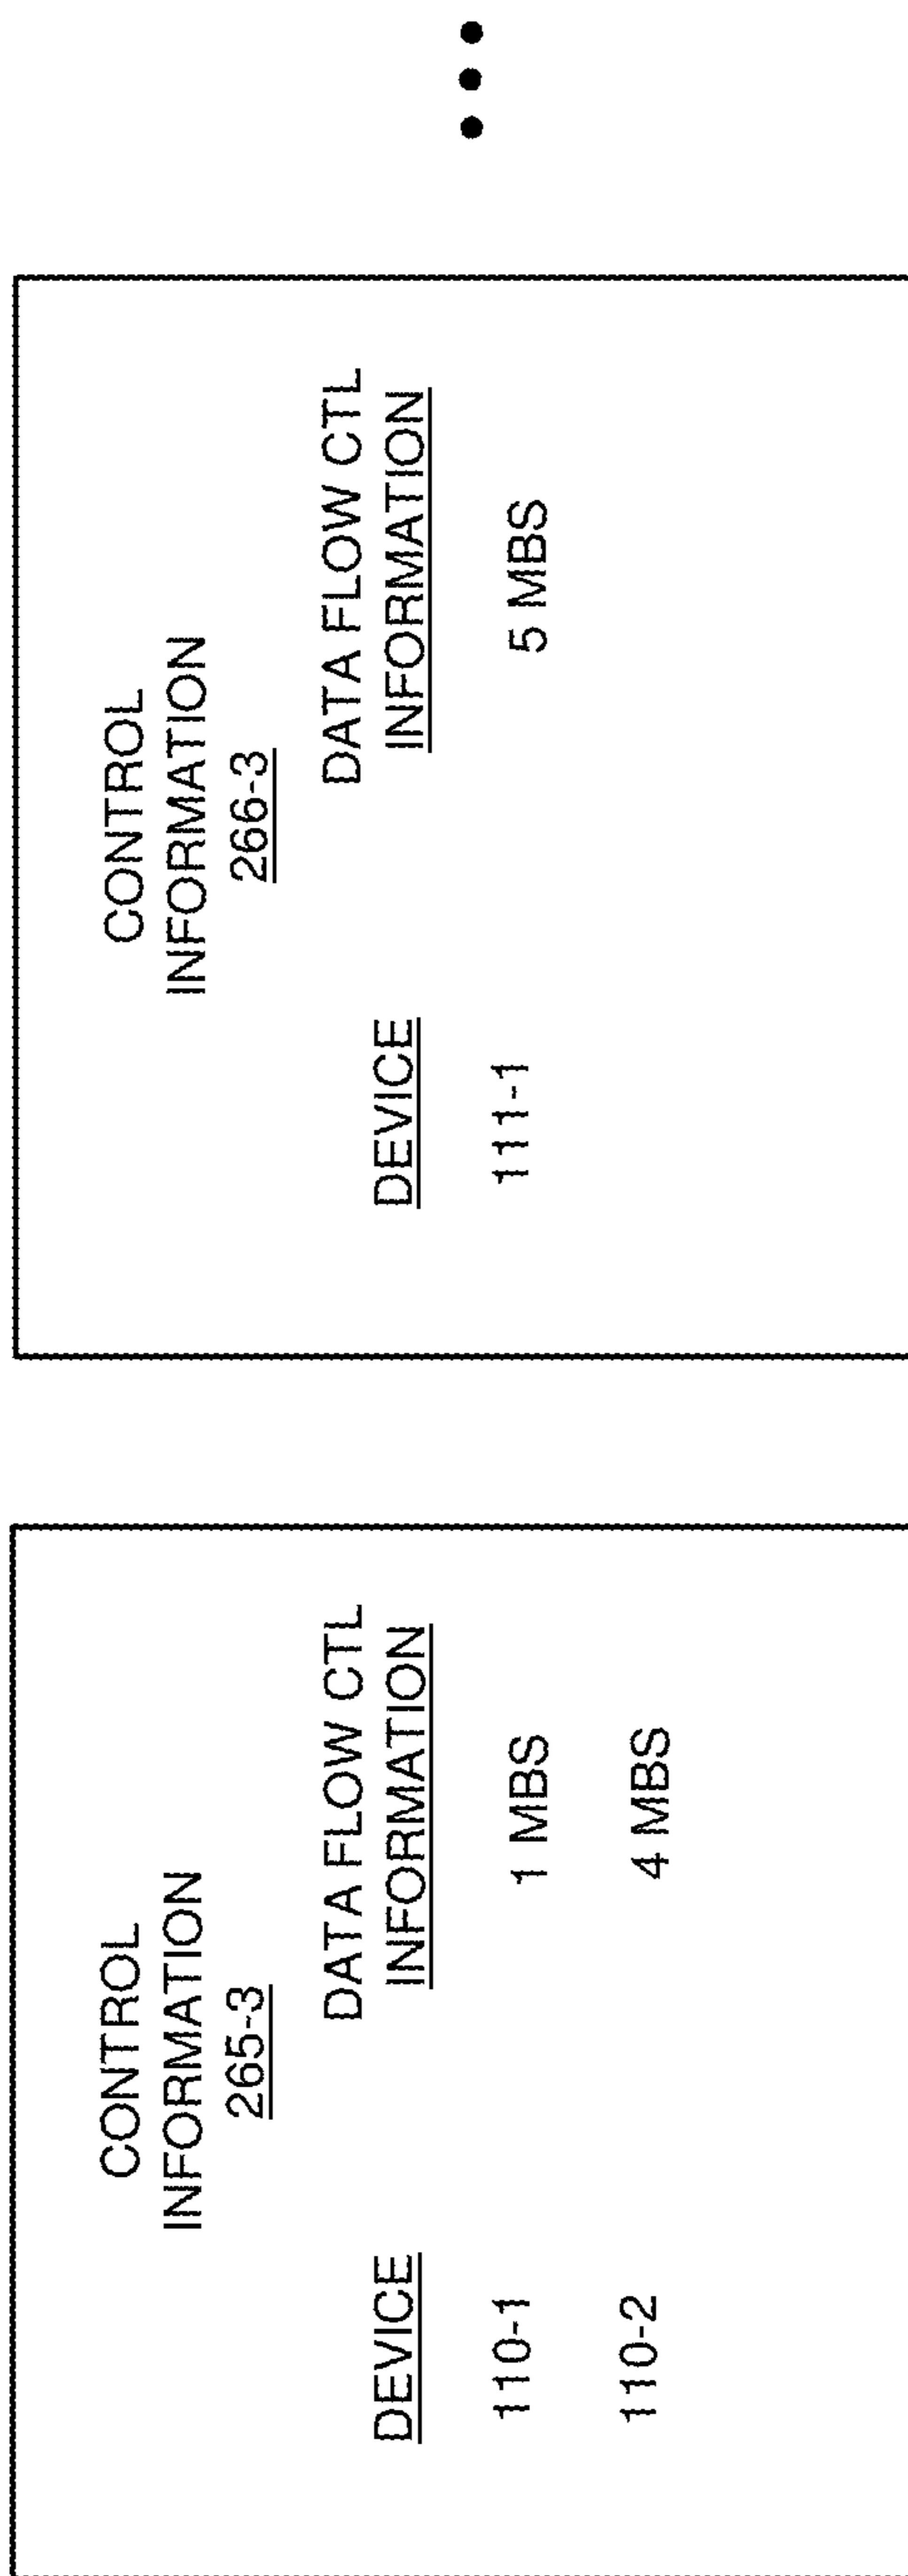 CONTROL
INFORMATION
265-3
DEVICE
DATA FLOW CTL
INFORMATION
110-1
1 MBS
110-2
4 MBS
CONTROL
INFORMATION
266-3
DEVICE
DATA FLOW CTL
INFORMATION
111-1
5 MBS